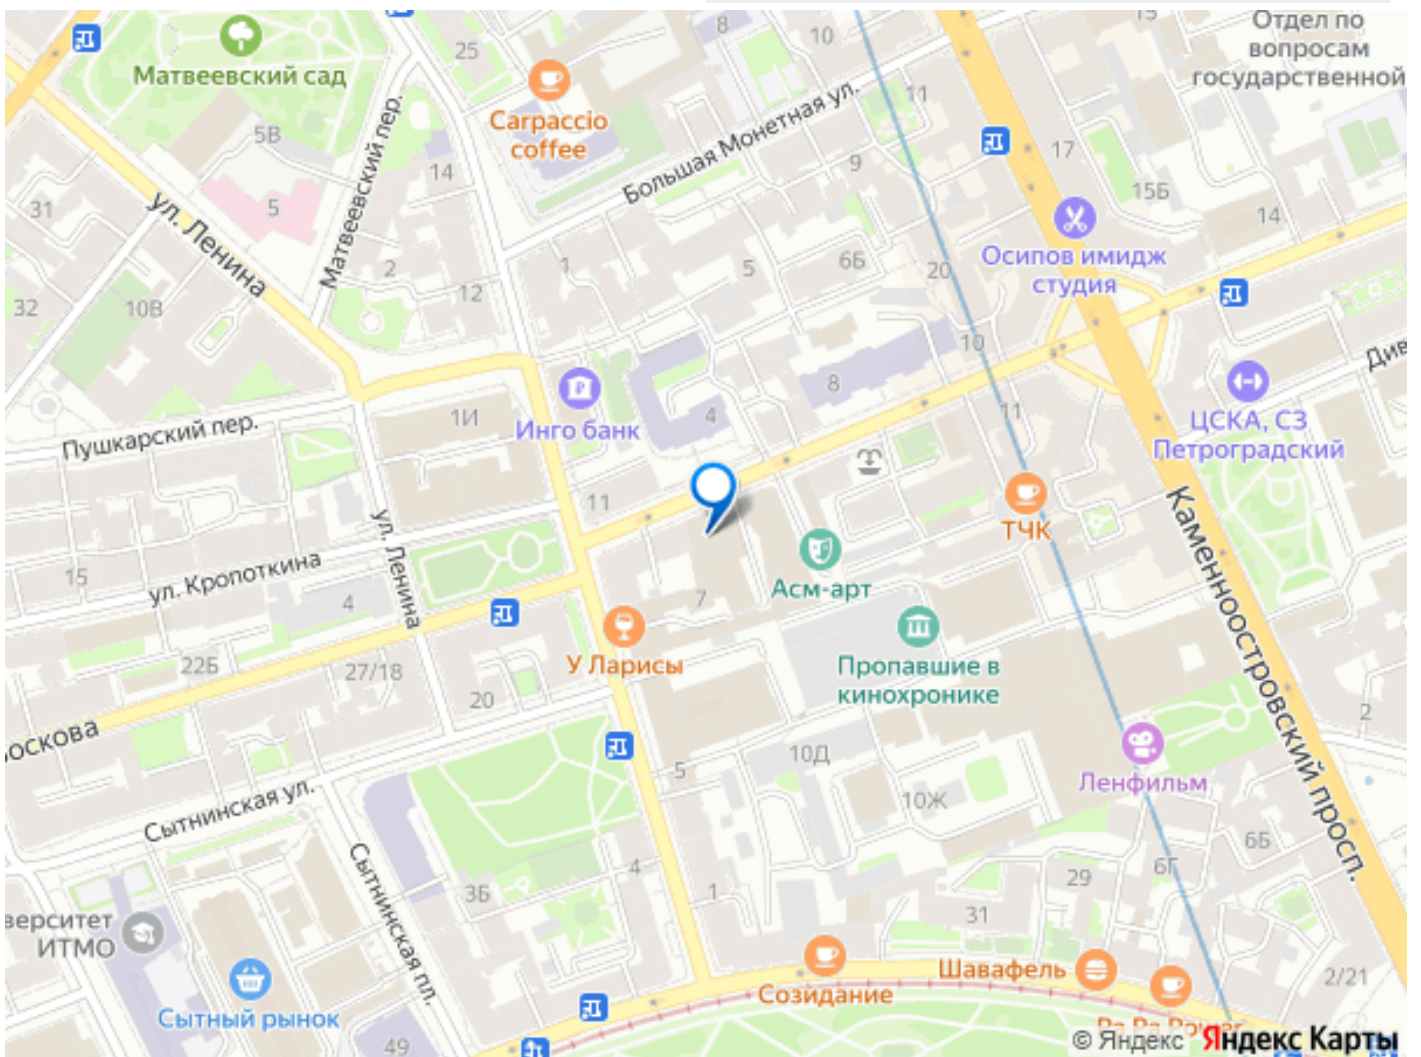 8
10
15
Отдел по
вопросам
государственной
25
Матвеевский сад
Carpaccio
coffee
Большая Монетная ул.
11
5В
Матвеевский пер.
14
9
17
15Б
31
5
ул. Ленина
14
Осипов имидж
студия
2
1
5
6Б
20
12
32
10В
10
Див
8
1И
Инго банк
4
11
ЦСКА, СЗ
Петроградский
Пушкарский пер.
11
ТЧК
Каменноостровский просп.
ул. Ленина
15
ул. Кропоткина
4
7
Асм-арт
22Б
27/18
У Ларисы
Пропавшие в
кинохронике
20
2
оскова
5
10Д
Ленфильм
Сытнинская ул.
10Ж
6Б
Сытнинская пл.
4
6Г
3Б
1
29
31
верситет
ИТМО
Шавафель
2/21
Созидание
Сытный рынок
49
© Яндекс Яндекс Карты